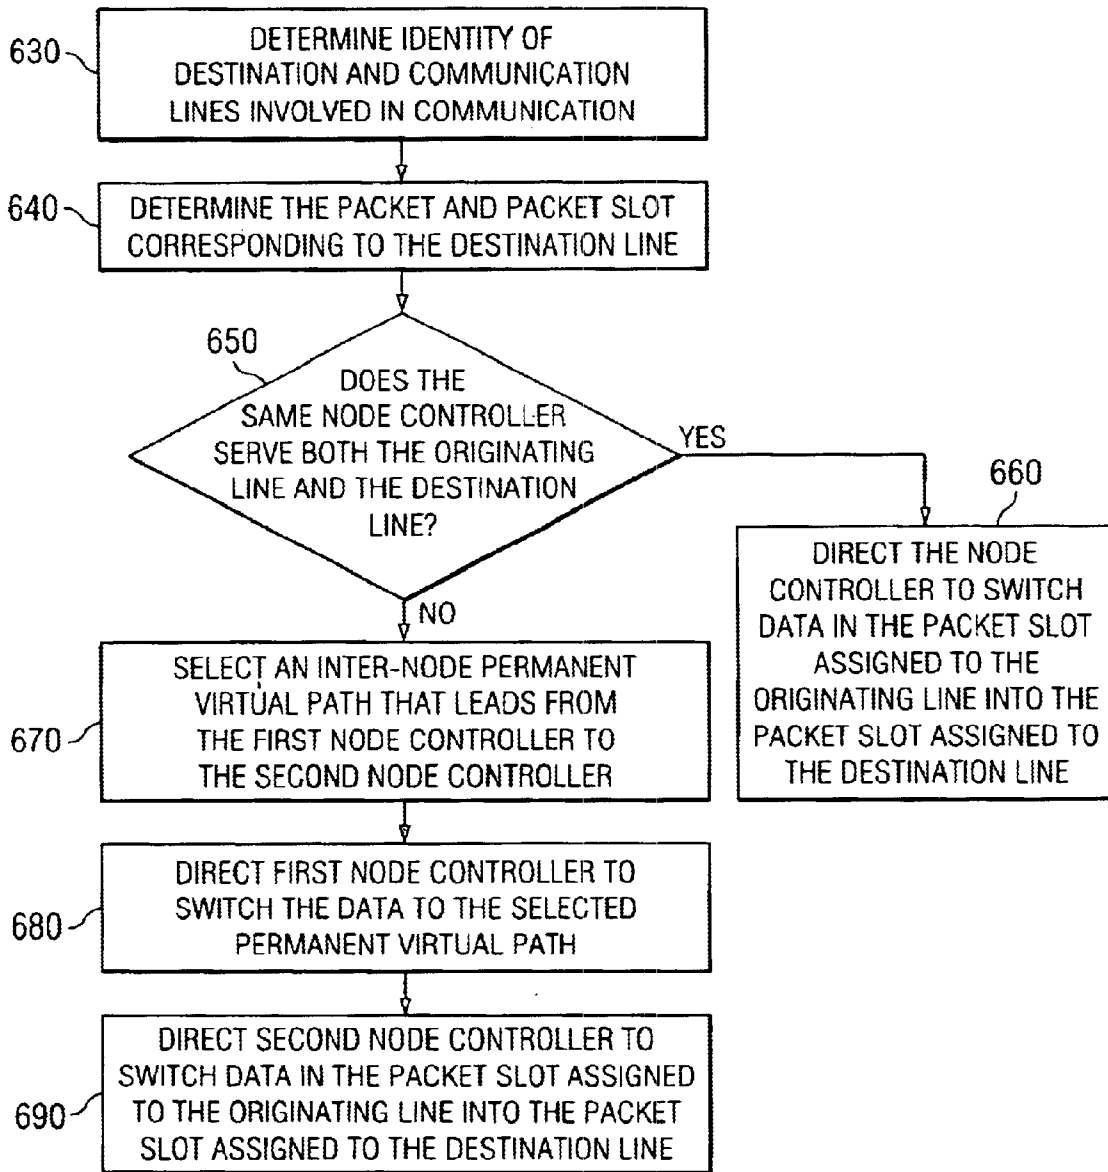 630
DETERMINE IDENTITY OF
DESTINATION AND COMMUNICATION
LINES INVOLVED IN COMMUNICATION
640
DETERMINE THE PACKET AND PACKET SLOT
CORRESPONDING TO THE DESTINATION LINE
650
DOES THE
SAME NODE CONTROLLER
SERVE BOTH THE ORIGINATING
LINE AND THE DESTINATION
LINE?
YES
660
DIRECT THE NODE
CONTROLLER TO SWITCH
DATA IN THE PACKET SLOT
ASSIGNED TO THE
ORIGINATING LINE INTO THE
PACKET SLOT ASSIGNED TO
THE DESTINATION LINE
NO
670
SELECT AN INTER-NODE PERMANENT
VIRTUAL PATH THAT LEADS FROM
THE FIRST NODE CONTROLLER TO
THE SECOND NODE CONTROLLER
680
DIRECT FIRST NODE CONTROLLER TO
SWITCH THE DATA TO THE SELECTED
PERMANENT VIRTUAL PATH
690
DIRECT SECOND NODE CONTROLLER TO
SWITCH DATA IN THE PACKET SLOT ASSIGNED
TO THE ORIGINATING LINE INTO THE PACKET
SLOT ASSIGNED TO THE DESTINATION LINE